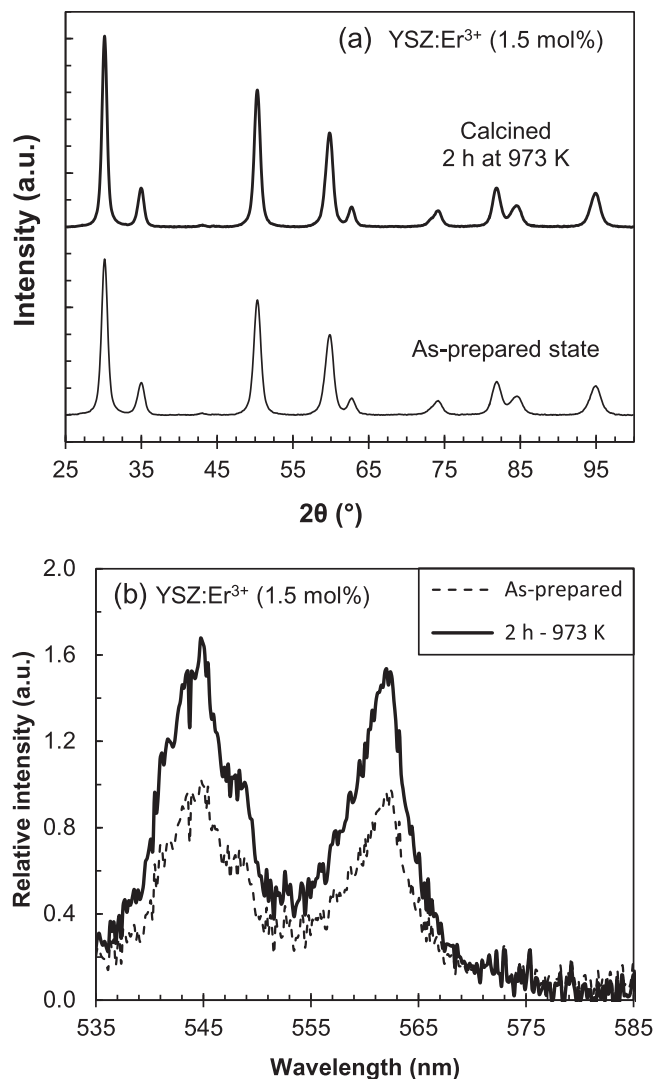 (a) YSZ:Er³⁺ (1.5 mol%)
Calcined
2 h at 973 K
As-prepared state
Intensity (a.u.)
25 35 45 55 65 75 85 95
2θ (°)
(b) YSZ:Er³⁺ (1.5 mol%)
As-prepared
2 h - 973 K
Relative intensity (a.u.)
2.0
1.6
1.2
0.8
0.4
0.0
535 545 555 565 575 585
Wavelength (nm)